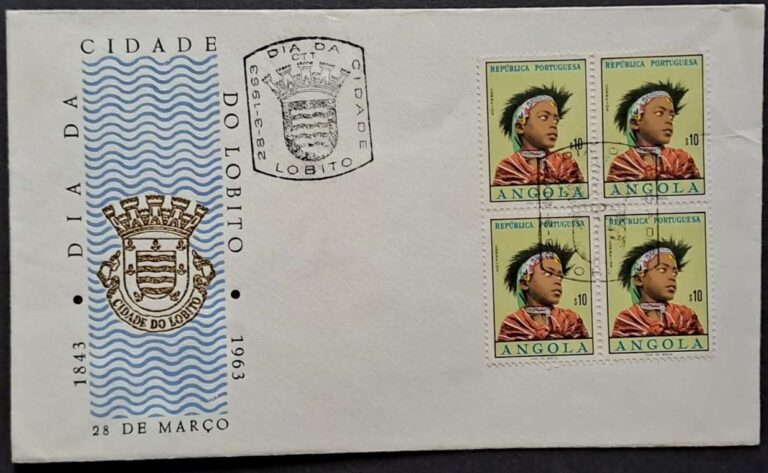 CIDADE
DIA DA
DO LOBITO
CIDADE DO LOBITO
1843
1963
28 DE MARÇO
28-3-1963 DIA DA CIDADE
CTT
LOBITO
REPÚBLICA PORTUGUESA
$10
ANGOLA
REPÚBLICA PORTUGUESA
$10
ANGOLA
REPÚBLICA PORTUGUESA
$10
ANGOLA
REPÚBLICA PORTUGUESA
$10
ANGOLA